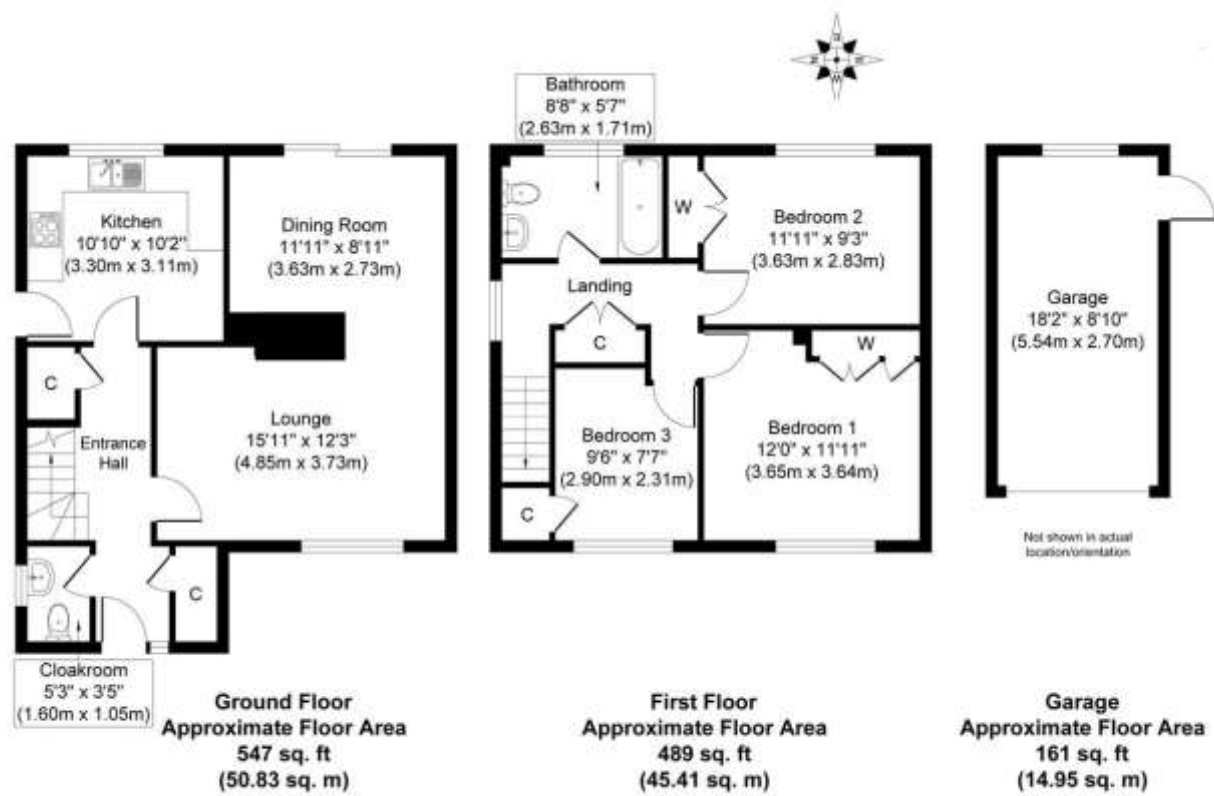 Bathroom
8'8" x 5'7"
(2.63m x 1.71m)
Kitchen
10'10" x 10'2"
(3.30m x 3.11m)
Dining Room
11'11" x 8'11"
(3.63m x 2.73m)
C
Entrance
Hall
Lounge
15'11" x 12'3"
(4.85m x 3.73m)
C
Cloakroom
5'3" x 3'5"
(1.60m x 1.05m)
W
Bedroom 2
11'11" x 9'3"
(3.63m x 2.83m)
Landing
C
W
Bedroom 3
9'6" x 7'7"
(2.90m x 2.31m)
Bedroom 1
12'0" x 11'11"
(3.65m x 3.64m)
C
Garage
18'2" x 8'10"
(5.54m x 2.70m)
Not shown in actual
location/orientation
Ground Floor
Approximate Floor Area
547 sq. ft
(50.83 sq. m)
First Floor
Approximate Floor Area
489 sq. ft
(45.41 sq. m)
Garage
Approximate Floor Area
161 sq. ft
(14.95 sq. m)